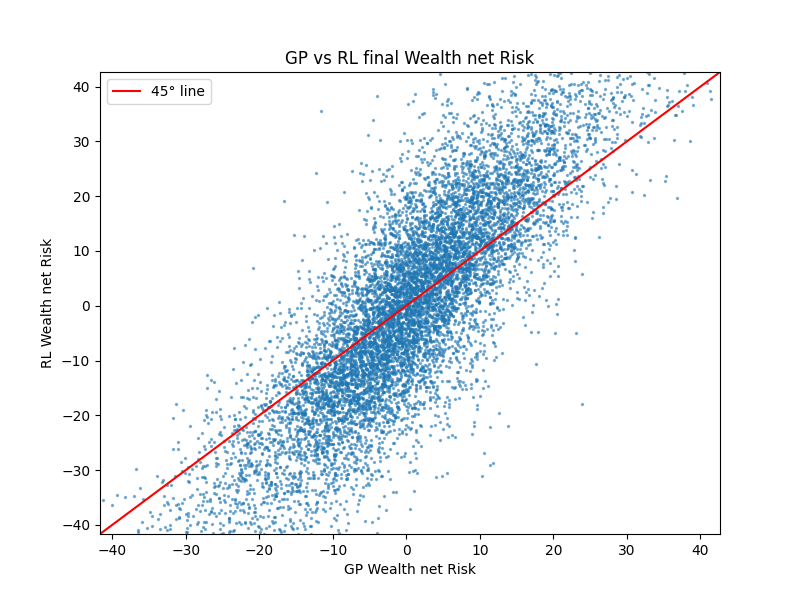 GP vs RL final Wealth net Risk
45° line
RL Wealth net Risk
40
30
20
10
0
−10
−20
−30
−40
−40 −30 −20 −10 0 10 20 30 40
GP Wealth net Risk